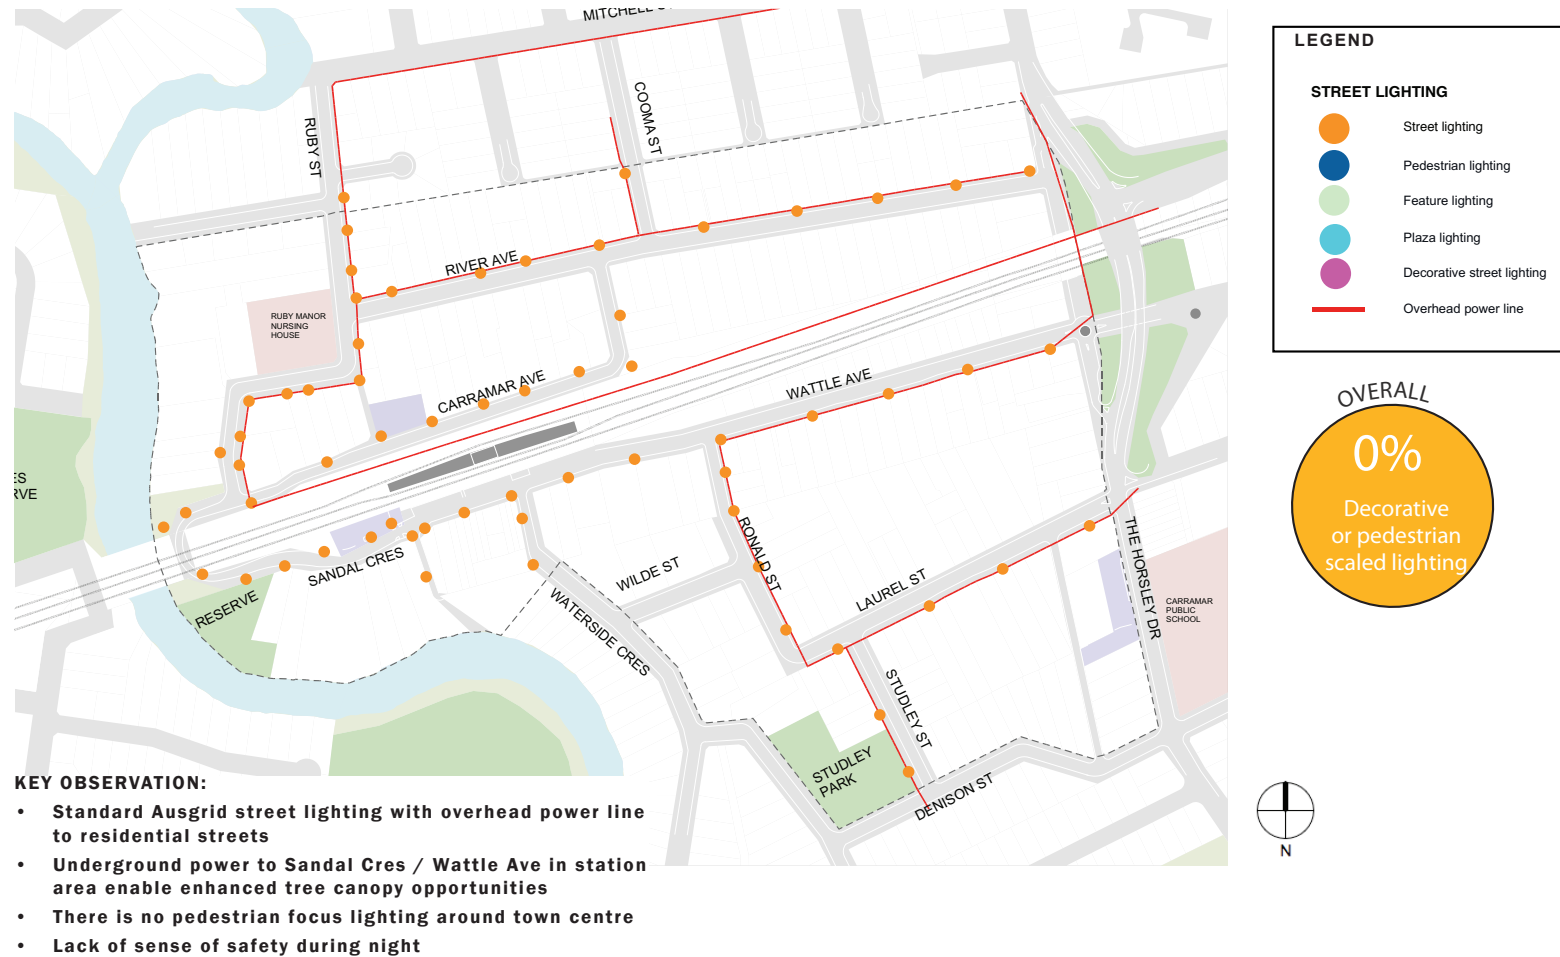 MITCHELL
COOMA ST
RUBY ST
RIVER AVE
RUBY MANOR
NURSING
HOUSE
CARRAMAR AVE
WATTLE AVE
ES
RVE
SANDAL CRES
RESERVE
WILDE ST
WATERSIDE CRES
RONALD ST
LAUREL ST
THE HORSLEY DR
CARRAMAR
PUBLIC
SCHOOL
STUDLEY ST
STUDLEY
PARK
DENISON ST
LEGEND
STREET LIGHTING
Street lighting
Pedestrian lighting
Feature lighting
Plaza lighting
Decorative street lighting
Overhead power line
OVERALL
0%
Decorative
or pedestrian
scaled lighting
N
KEY OBSERVATION:
• Standard Ausgrid street lighting with overhead power line
to residential streets
• Underground power to Sandal Cres / Wattle Ave in station
area enable enhanced tree canopy opportunities
• There is no pedestrian focus lighting around town centre
• Lack of sense of safety during night